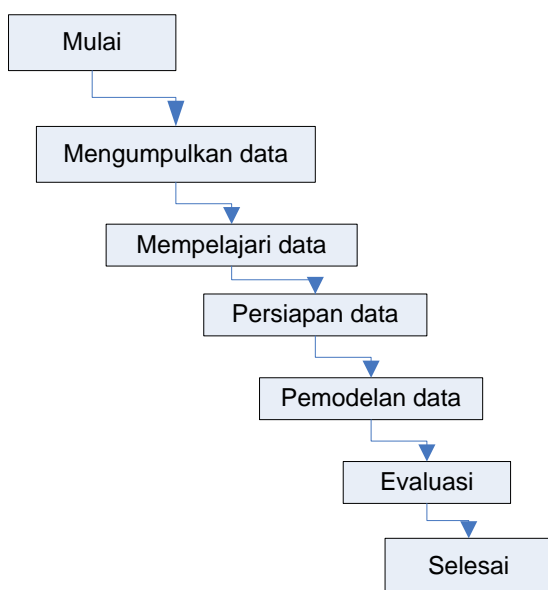 Mulai
Mengumpulkan data
Mempelajari data
Persiapan data
Pemodelan data
Evaluasi
Selesai